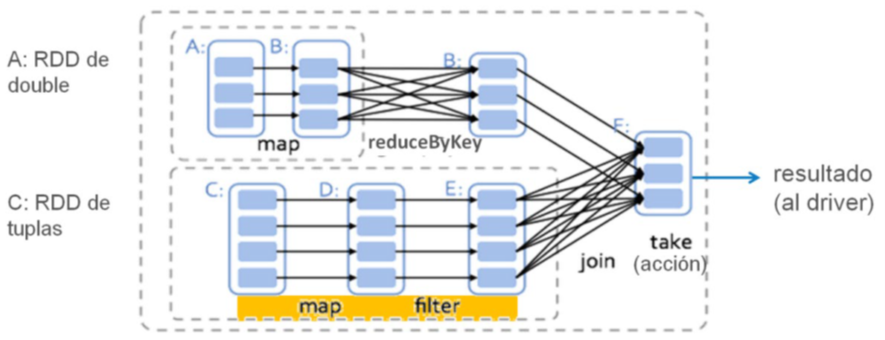 A: RDD de
double
A:
B:
B:
map
reduceByKey
F:
C: RDD de
tuplas
C:
D:
E:
map
filter
join
take
(acción)
resultado
(al driver)